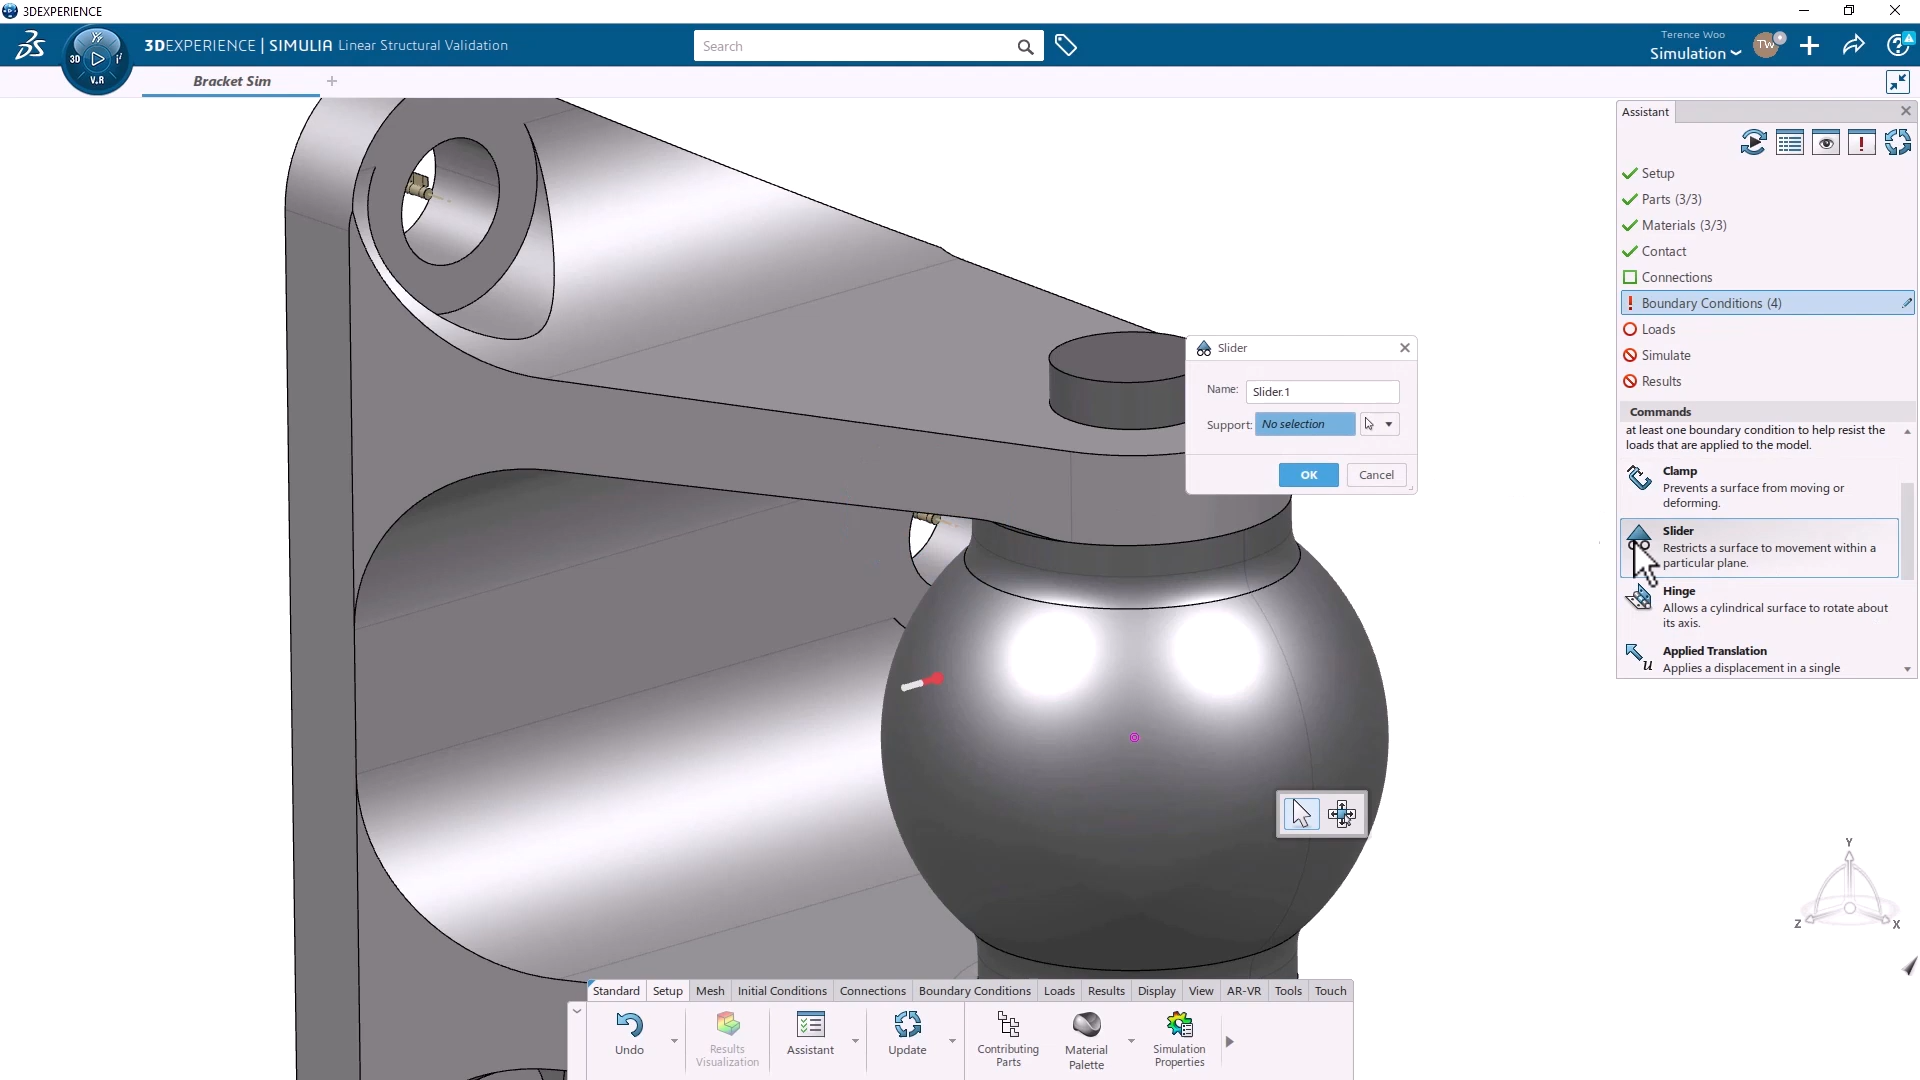 3DEXPERIENCE
3DEXPERIENCE | SIMULIA Linear Structural Validation
Search
Terence Woo
Simulation
TW
3D
V.R
Bracket Sim
Assistant
Setup
Parts (3/3)
Materials (3/3)
Contact
Connections
Boundary Conditions (4)
Loads
Simulate
Results
Commands
at least one boundary condition to help resist the
loads that are applied to the model.
Clamp
Prevents a surface from moving or
deforming.
Slider
Restricts a surface to movement within a
particular plane.
Hinge
Allows a cylindrical surface to rotate about
its axis.
Applied Translation
Applies a displacement in a single
u
Slider
Name: Slider.1
Support: No selection
OK
Cancel
Y
Z
X
Standard
Setup
Mesh
Initial Conditions
Connections
Boundary Conditions
Loads
Results
Display
View
AR-VR
Tools
Touch
Undo
Results
Visualization
Assistant
Update
Contributing
Parts
Material
Palette
Simulation
Properties